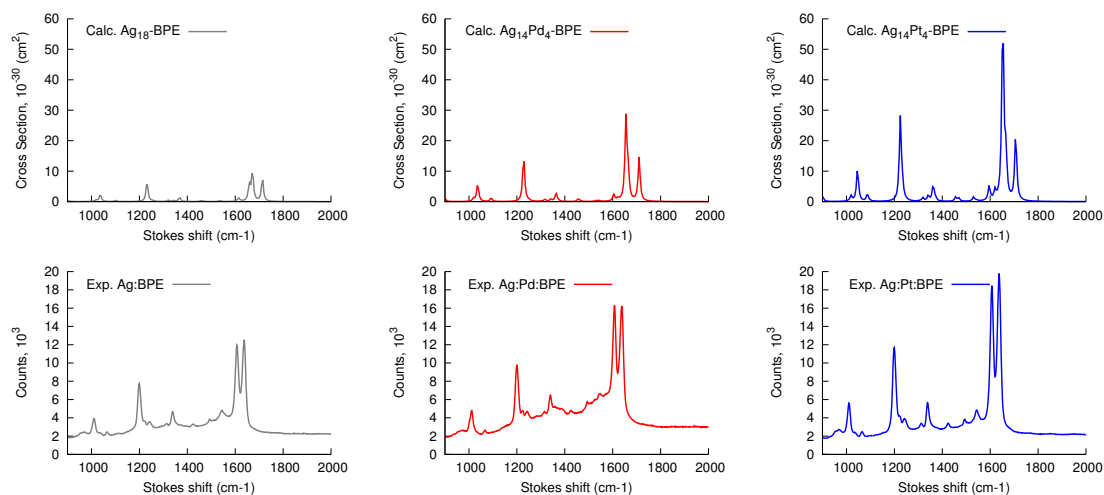 Calc. Ag18-BPE
Cross Section, 10-30 (cm2)
60
50
40
30
20
10
0
1000 1200 1400 1600 1800 2000
Stokes shift (cm-1)
Calc. Ag14Pd4-BPE
Cross Section, 10-30 (cm2)
60
50
40
30
20
10
0
1000 1200 1400 1600 1800 2000
Stokes shift (cm-1)
Calc. Ag14Pt4-BPE
Cross Section, 10-30 (cm2)
60
50
40
30
20
10
0
1000 1200 1400 1600 1800 2000
Stokes shift (cm-1)
Exp. Ag:BPE
Counts, 103
20
18
16
14
12
10
8
6
4
2
0
1000 1200 1400 1600 1800 2000
Stokes shift (cm-1)
Exp. Ag:Pd:BPE
Counts, 103
20
18
16
14
12
10
8
6
4
2
0
1000 1200 1400 1600 1800 2000
Stokes shift (cm-1)
Exp. Ag:Pt:BPE
Counts, 103
20
18
16
14
12
10
8
6
4
2
0
1000 1200 1400 1600 1800 2000
Stokes shift (cm-1)